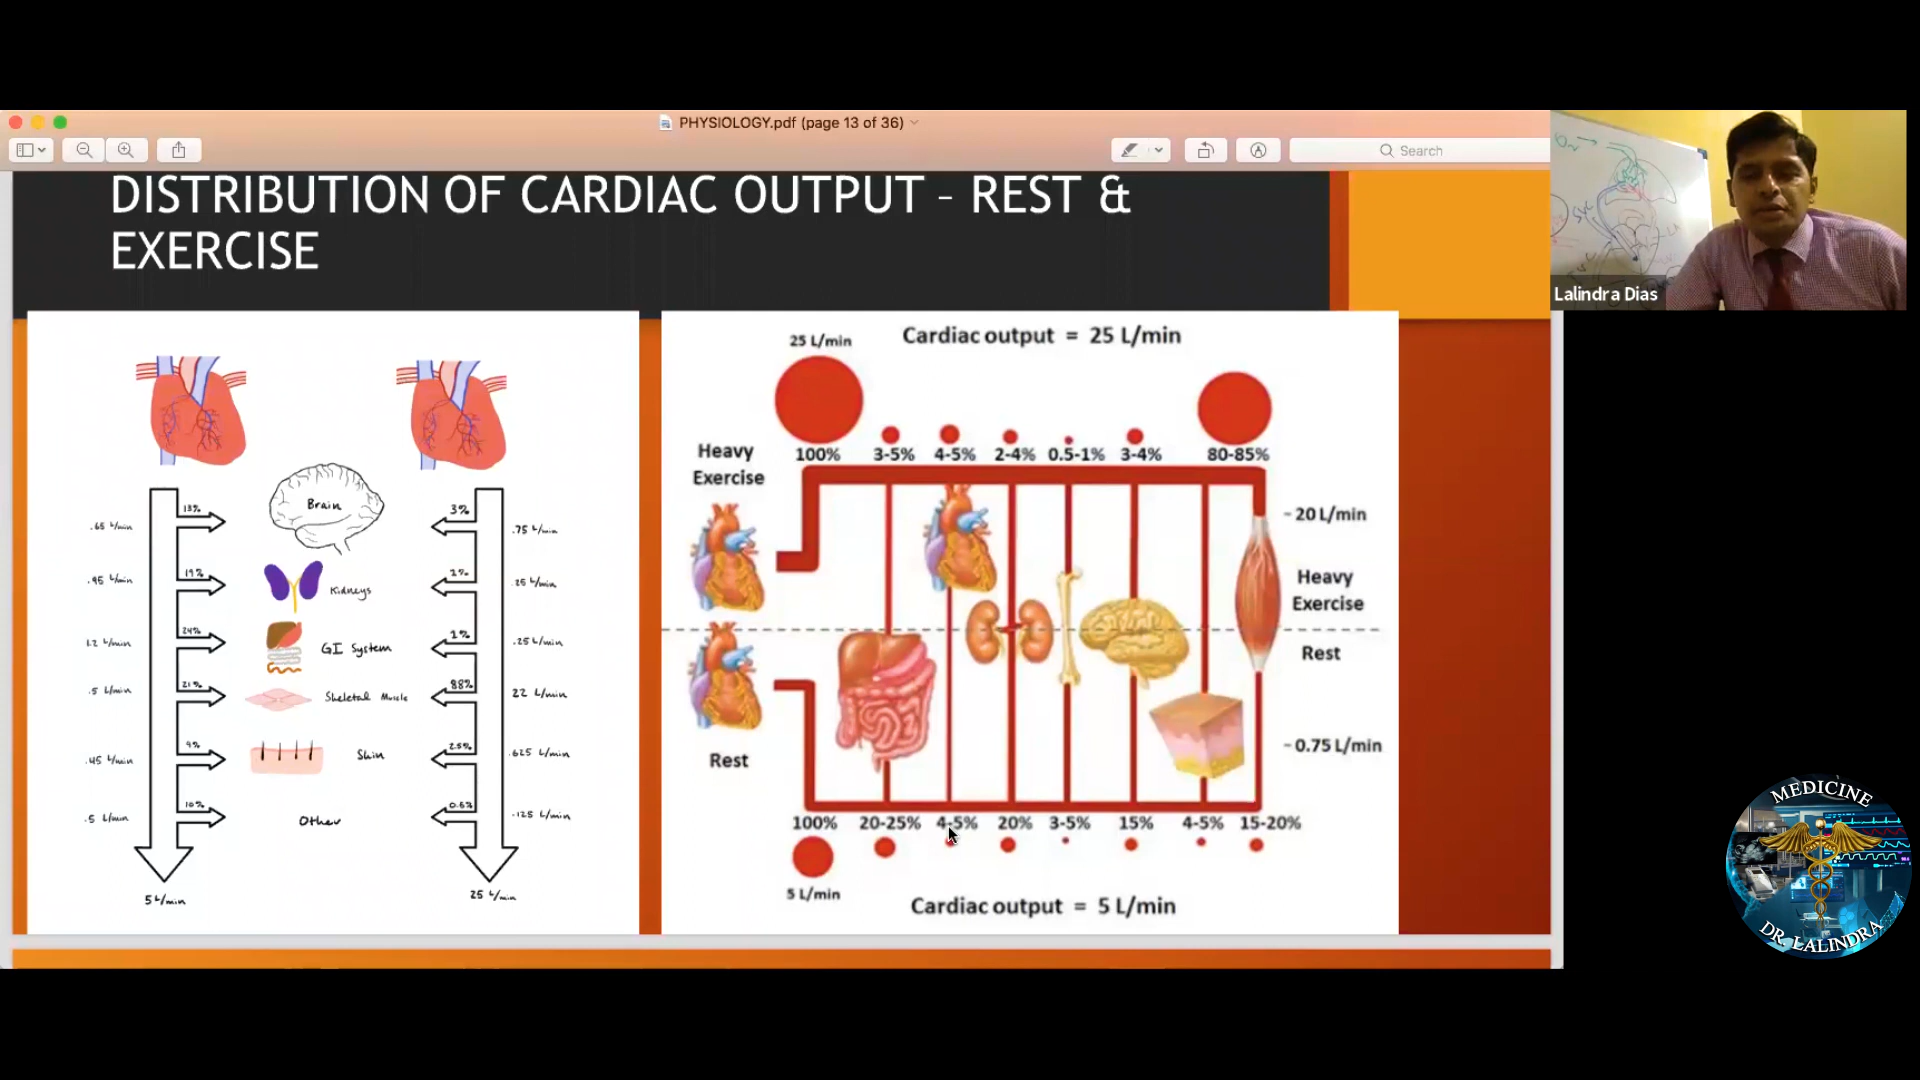 PHYSIOLOGY.pdf (page 13 of 36)
Search
DISTRIBUTION OF CARDIAC OUTPUT – REST &
EXERCISE
Lalindra Dias
Brain
13%
3%
.65 L/min
.75 L/min
Kidneys
19%
1%
.95 L/min
.25 L/min
GI System
24%
1%
1.2 L/min
.25 L/min
Skeletal Muscle
21%
88%
.5 L/min
22 L/min
Skin
9%
2.5%
.45 L/min
.625 L/min
Other
10%
0.5%
.5 L/min
.125 L/min
5 L/min
25 L/min
Cardiac output = 25 L/min
25 L/min
Heavy
Exercise
100%
3-5%
4-5%
2-4%
0.5-1%
3-4%
80-85%
~20 L/min
Heavy
Exercise
Rest
~0.75 L/min
Rest
100%
20-25%
4-5%
20%
3-5%
15%
4-5%
15-20%
5 L/min
Cardiac output = 5 L/min
MEDICINE
DR. LALINDRA
O2
SVC